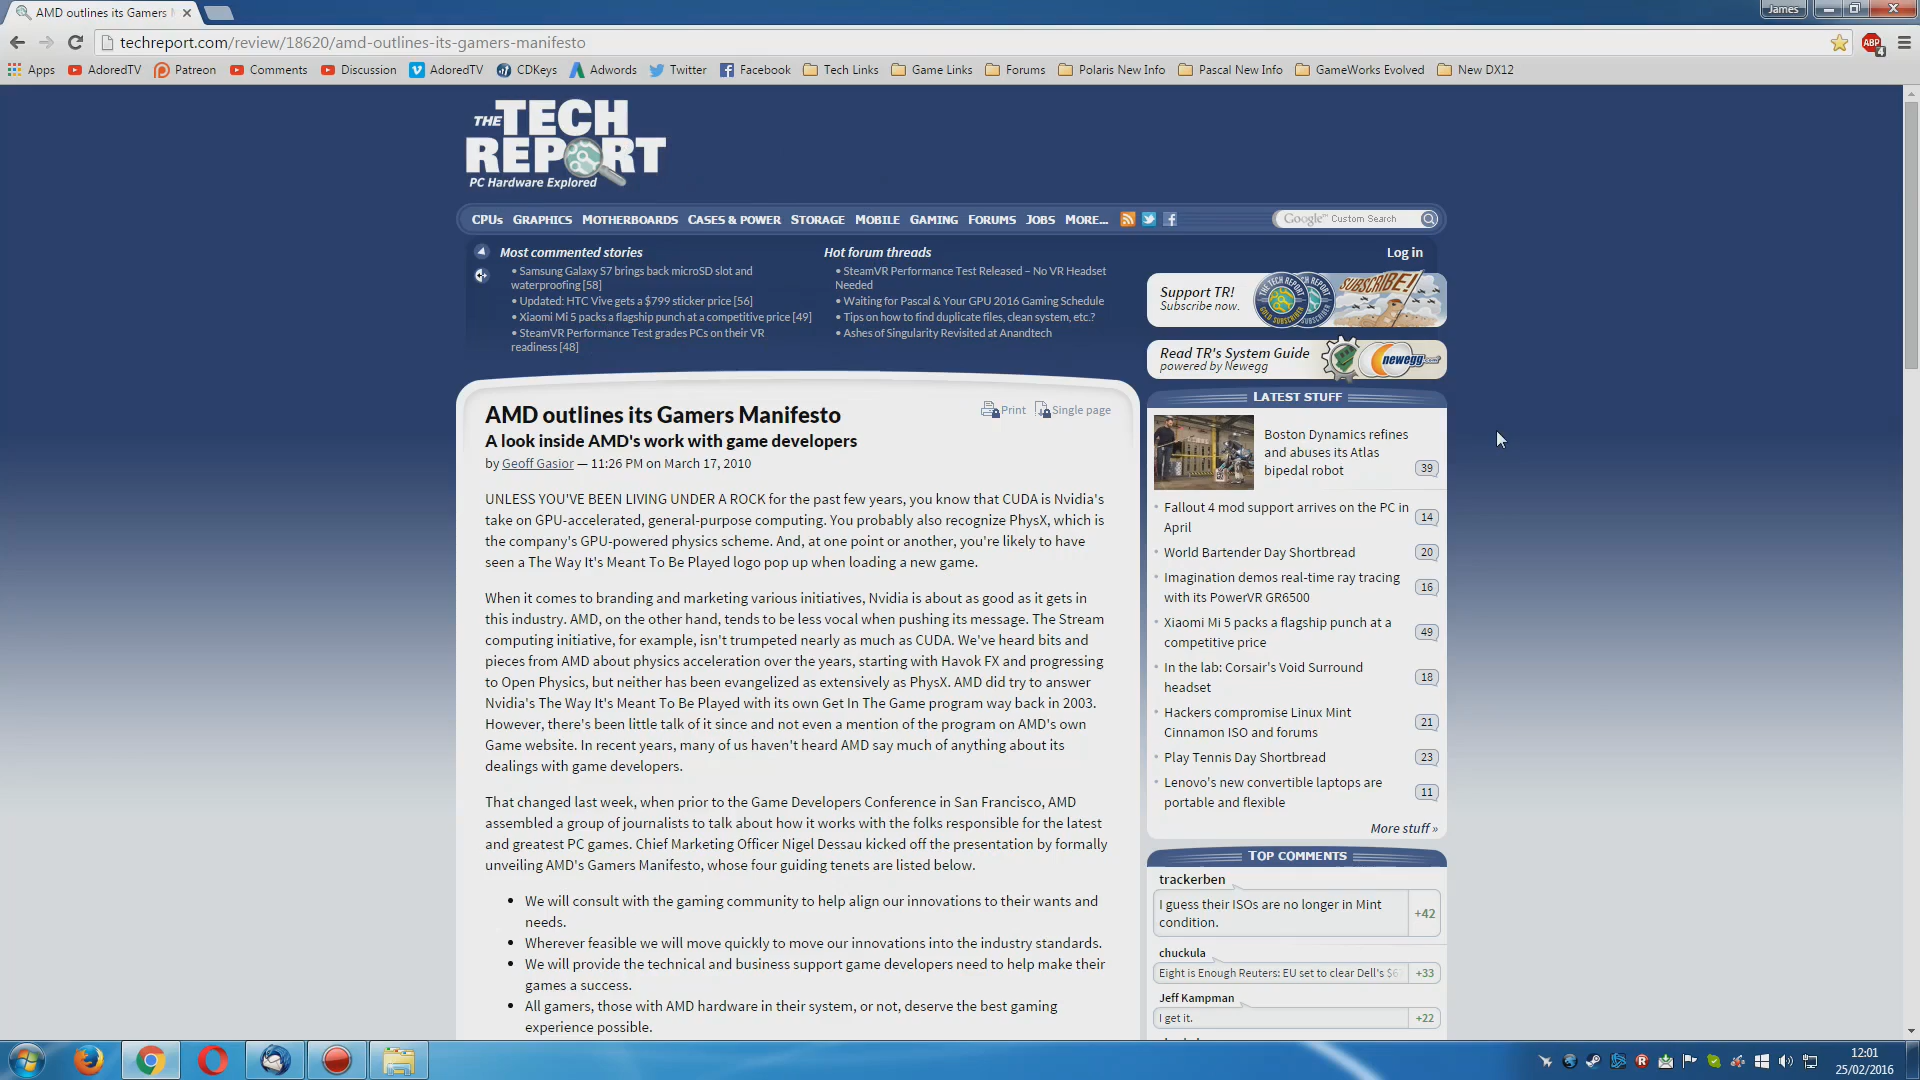 AMD outlines its Gamers
James
techreport.com/review/18620/amd-outlines-its-gamers-manifesto
ABP
4
Apps
AdoredTV
Patreon
Comments
Discussion
AdoredTV
CDKeys
Adwords
Twitter
Facebook
Tech Links
Game Links
Forums
Polaris New Info
Pascal New Info
GameWorks Evolved
New DX12
THE TECH
REPORT
PC Hardware Explored
CPUs GRAPHICS MOTHERBOARDS CASES & POWER STORAGE MOBILE GAMING FORUMS JOBS MORE...
Google™ Custom Search
Most commented stories
• Samsung Galaxy S7 brings back microSD slot and
waterproofing [58]
• Updated: HTC Vive gets a $799 sticker price [56]
• Xiaomi Mi 5 packs a flagship punch at a competitive price [49]
• SteamVR Performance Test grades PCs on their VR
readiness [48]
Hot forum threads
• SteamVR Performance Test Released – No VR Headset
Needed
• Waiting for Pascal & Your GPU 2016 Gaming Schedule
• Tips on how to find duplicate files, clean system, etc.?
• Ashes of Singularity Revisited at Anandtech
Log in
Support TR!
Subscribe now.
SUBSCRIBE!
Read TR's System Guide
powered by Newegg
newegg.com
AMD outlines its Gamers Manifesto
Print
Single page
A look inside AMD's work with game developers
by Geoff Gasior — 11:26 PM on March 17, 2010
UNLESS YOU'VE BEEN LIVING UNDER A ROCK for the past few years, you know that CUDA is Nvidia's
take on GPU-accelerated, general-purpose computing. You probably also recognize PhysX, which is
the company's GPU-powered physics scheme. And, at one point or another, you're likely to have
seen a The Way It's Meant To Be Played logo pop up when loading a new game.
When it comes to branding and marketing various initiatives, Nvidia is about as good as it gets in
this industry. AMD, on the other hand, tends to be less vocal when pushing its message. The Stream
computing initiative, for example, isn't trumpeted nearly as much as CUDA. We've heard bits and
pieces from AMD about physics acceleration over the years, starting with Havok FX and progressing
to Open Physics, but neither has been evangelized as extensively as PhysX. AMD did try to answer
Nvidia's The Way It's Meant To Be Played with its own Get In The Game program way back in 2003.
However, there's been little talk of it since and not even a mention of the program on AMD's own
Game website. In recent years, many of us haven't heard AMD say much of anything about its
dealings with game developers.
That changed last week, when prior to the Game Developers Conference in San Francisco, AMD
assembled a group of journalists to talk about how it works with the folks responsible for the latest
and greatest PC games. Chief Marketing Officer Nigel Dessau kicked off the presentation by formally
unveiling AMD's Gamers Manifesto, whose four guiding tenets are listed below.
• We will consult with the gaming community to help align our innovations to their wants and
needs.
• Wherever feasible we will move quickly to move our innovations into the industry standards.
• We will provide the technical and business support game developers need to help make their
games a success.
• All gamers, those with AMD hardware in their system, or not, deserve the best gaming
experience possible.
LATEST STUFF
Boston Dynamics refines
and abuses its Atlas
bipedal robot 39
Fallout 4 mod support arrives on the PC in
April 14
World Bartender Day Shortbread 20
Imagination demos real-time ray tracing
with its PowerVR GR6500 16
Xiaomi Mi 5 packs a flagship punch at a
competitive price 49
In the lab: Corsair's Void Surround
headset 18
Hackers compromise Linux Mint
Cinnamon ISO and forums 21
Play Tennis Day Shortbread 23
Lenovo's new convertible laptops are
portable and flexible 11
More stuff »
TOP COMMENTS
trackerben
I guess their ISOs are no longer in Mint
condition. +42
chuckula
Eight is Enough Reuters: EU set to clear Dell's $6 +33
Jeff Kampman
I get it. +22
12:01
25/02/2016